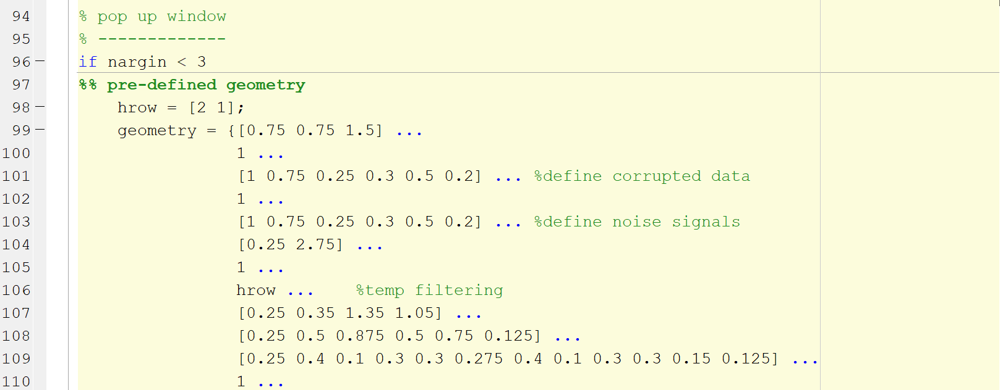 94 % pop up window
95 % -------------
96 − if nargin < 3
97 %% pre-defined geometry
98 − hrow = [2 1];
99 − geometry = {[0.75 0.75 1.5] ...
100 1 ...
101 [1 0.75 0.25 0.3 0.5 0.2] ... %define corrupted data
102 1 ...
103 [1 0.75 0.25 0.3 0.5 0.2] ... %define noise signals
104 [0.25 2.75] ...
105 1 ...
106 hrow ... %temp filtering
107 [0.25 0.35 1.35 1.05] ...
108 [0.25 0.5 0.875 0.5 0.75 0.125] ...
109 [0.25 0.4 0.1 0.3 0.3 0.275 0.4 0.1 0.3 0.3 0.15 0.125] ...
110 1 ...